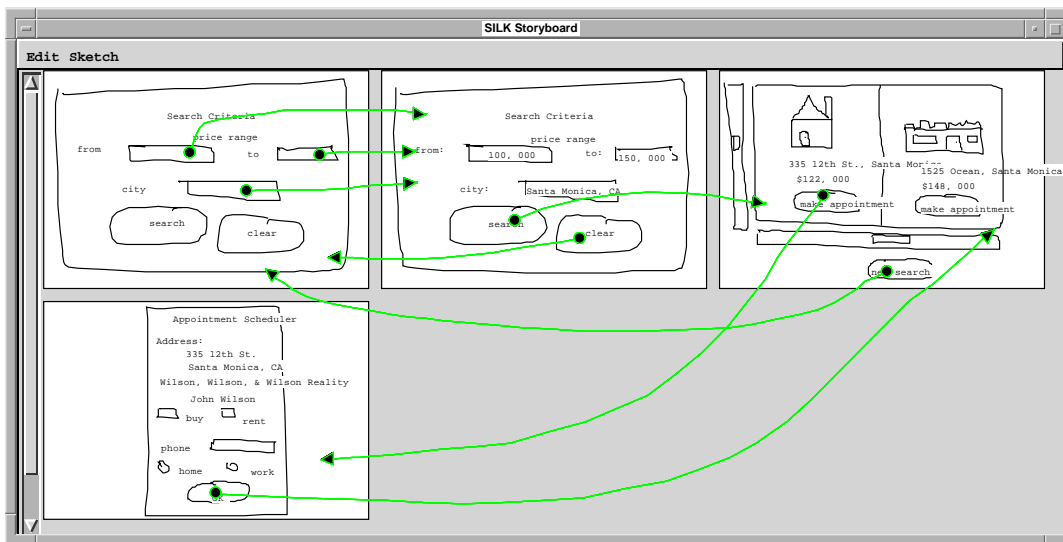 SILK Storyboard
Edit Sketch
Search Criteria
price range
from
to
city
search
clear
Search Criteria
price range
from:
100, 000
to:
150, 000
city:
Santa Monica, CA
search
clear
335 12th St., Santa Monica
$122, 000
make appointment
1525 Ocean, Santa Monica
$148, 000
make appointment
new search
Appointment Scheduler
Address:
335 12th St.
Santa Monica, CA
Wilson, Wilson, & Wilson Reality
John Wilson
buy
rent
phone
home
work
ok